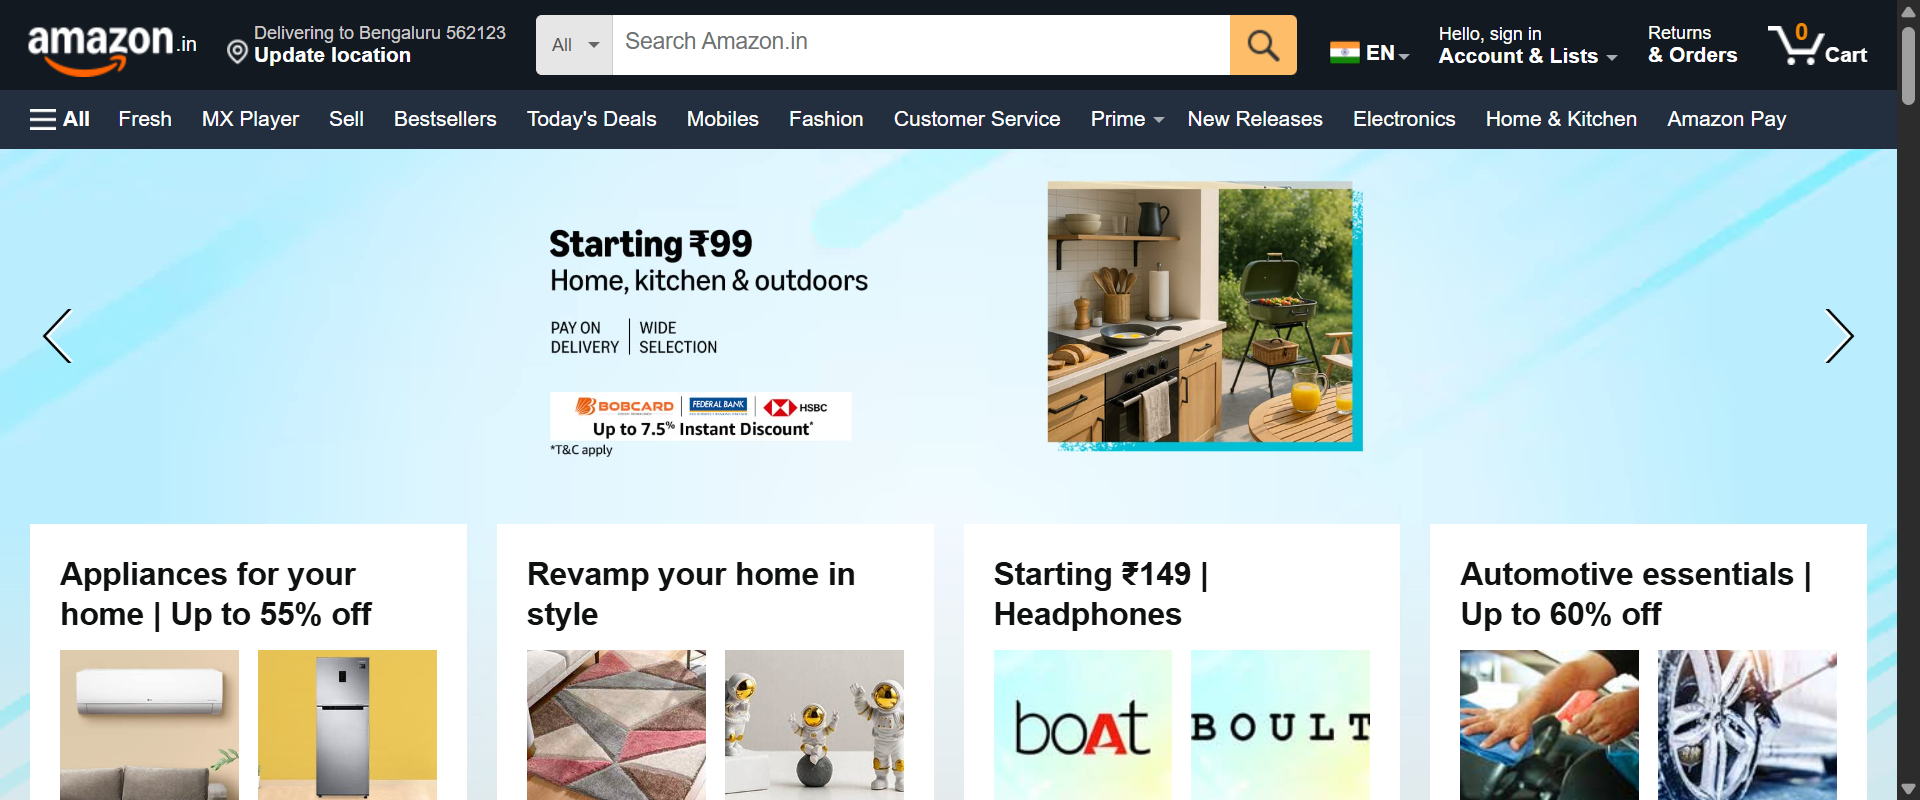 amazon.in
Delivering to Bengaluru 562123
Update location
All
Search Amazon.in
EN
Hello, sign in
Account & Lists
Returns
& Orders
0
Cart
All
Fresh
MX Player
Sell
Bestsellers
Today's Deals
Mobiles
Fashion
Customer Service
Prime
New Releases
Electronics
Home & Kitchen
Amazon Pay
Starting ₹99
Home, kitchen & outdoors
PAY ON
DELIVERY
WIDE
SELECTION
BOBCARD
FEDERAL BANK
HSBC
Up to 7.5% Instant Discount*
*T&C apply
Appliances for your
home | Up to 55% off
Revamp your home in
style
Starting ₹149 |
Headphones
Automotive essentials |
Up to 60% off
boAt
BOULT